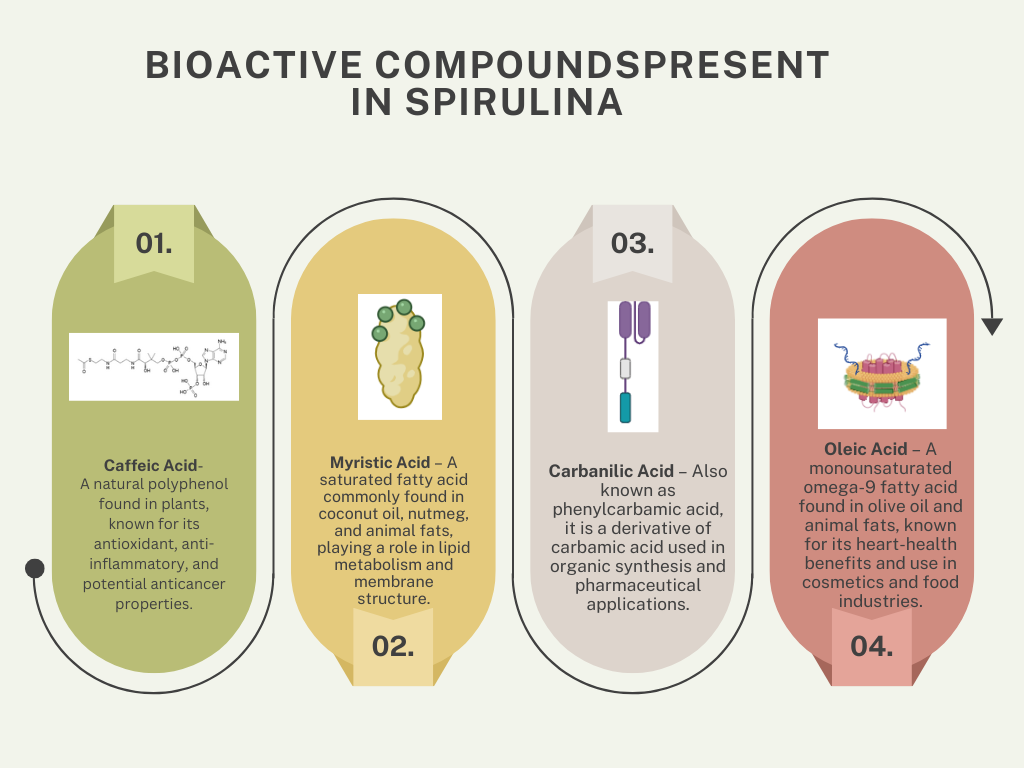 BIOACTIVE COMPOUNDSPRESENT
IN SPIRULINA
01.
Caffeic Acid-
A natural polyphenol
found in plants,
known for its
antioxidant, anti-
inflammatory, and
potential anticancer
properties.
Myristic Acid – A
saturated fatty acid
commonly found in
coconut oil, nutmeg,
and animal fats,
playing a role in lipid
metabolism and
membrane
structure.
02.
03.
Carbanilic Acid – Also
known as
phenylcarbamic acid,
it is a derivative of
carbamic acid used in
organic synthesis and
pharmaceutical
applications.
Oleic Acid – A
monounsaturated
omega-9 fatty acid
found in olive oil and
animal fats, known
for its heart-health
benefits and use in
cosmetics and food
industries.
04.